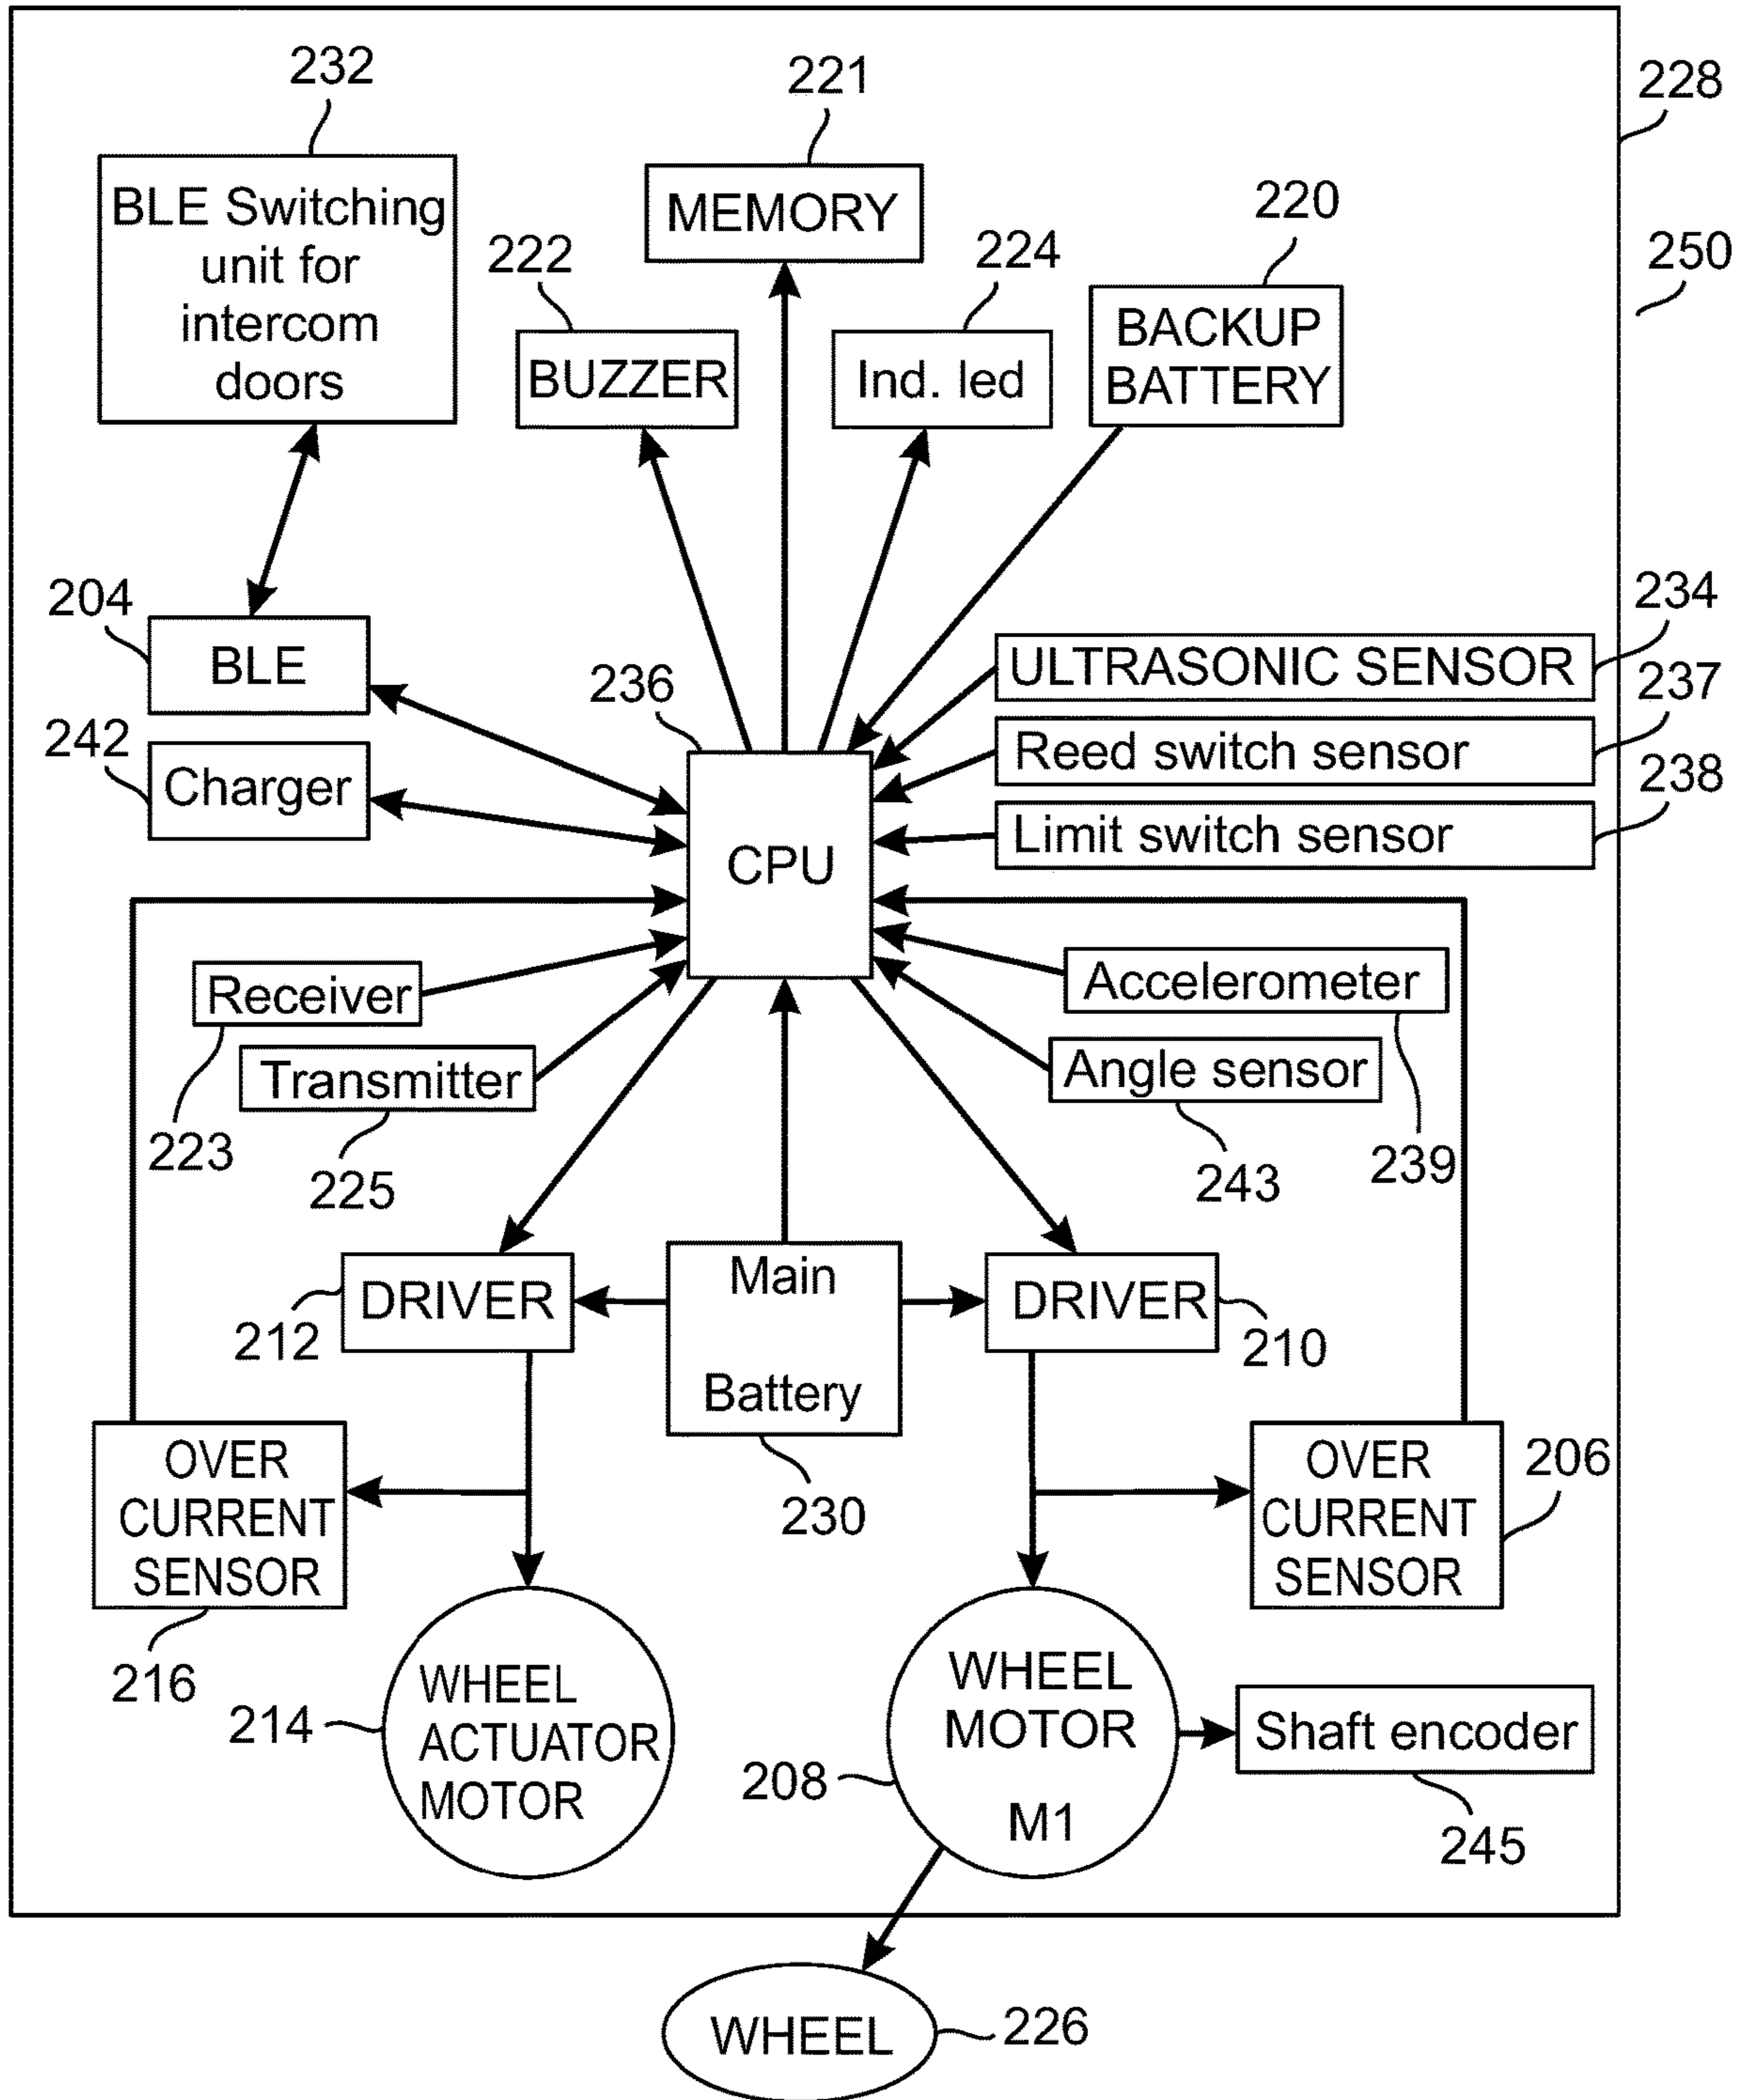 232
221
228
BLE Switching
unit for
intercom
doors
MEMORY
220
250
222
224
BUZZER
Ind. led
BACKUP
BATTERY
204
BLE
236
ULTRASONIC SENSOR
234
237
242
Charger
Reed switch sensor
238
Limit switch sensor
CPU
Receiver
Accelerometer
Transmitter
Angle sensor
223
225
243
239
DRIVER
Main
Battery
DRIVER
212
210
OVER
CURRENT
SENSOR
230
OVER
CURRENT
SENSOR
206
216
214
WHEEL
ACTUATOR
MOTOR
WHEEL
MOTOR
M1
208
Shaft encoder
245
WHEEL
226